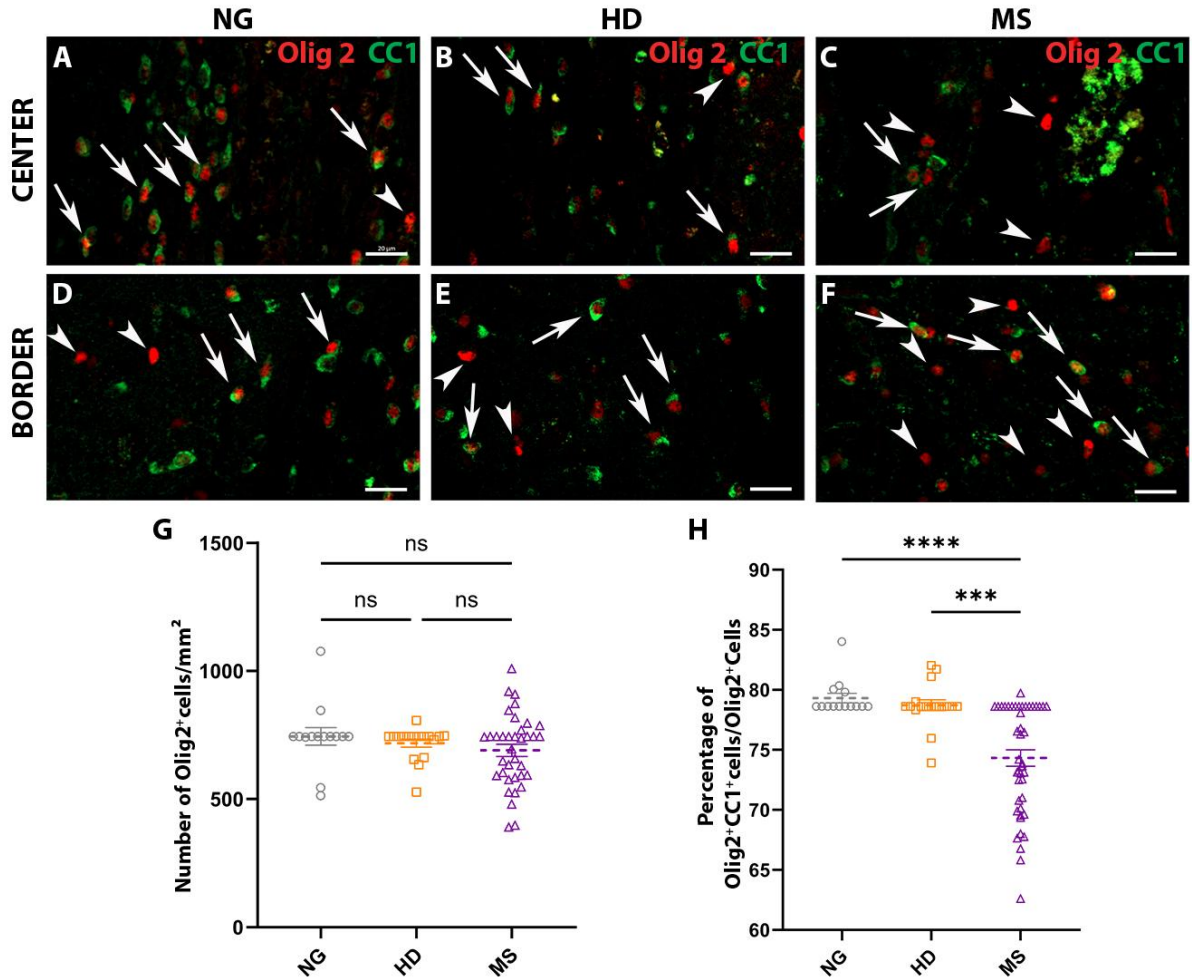 NG HD MS
CENTER
A Olig 2 CC1 B Olig 2 CC1 C Olig 2 CC1
20 µm
BORDER
D E F
G
Number of Olig2⁺cells/mm²
1500
1000
500
0
ns
ns ns
NG HD MS
H
Percentage of
Olig2⁺CC1⁺cells/Olig2⁺Cells
90
85
80
75
70
65
60
****
***
NG HD MS